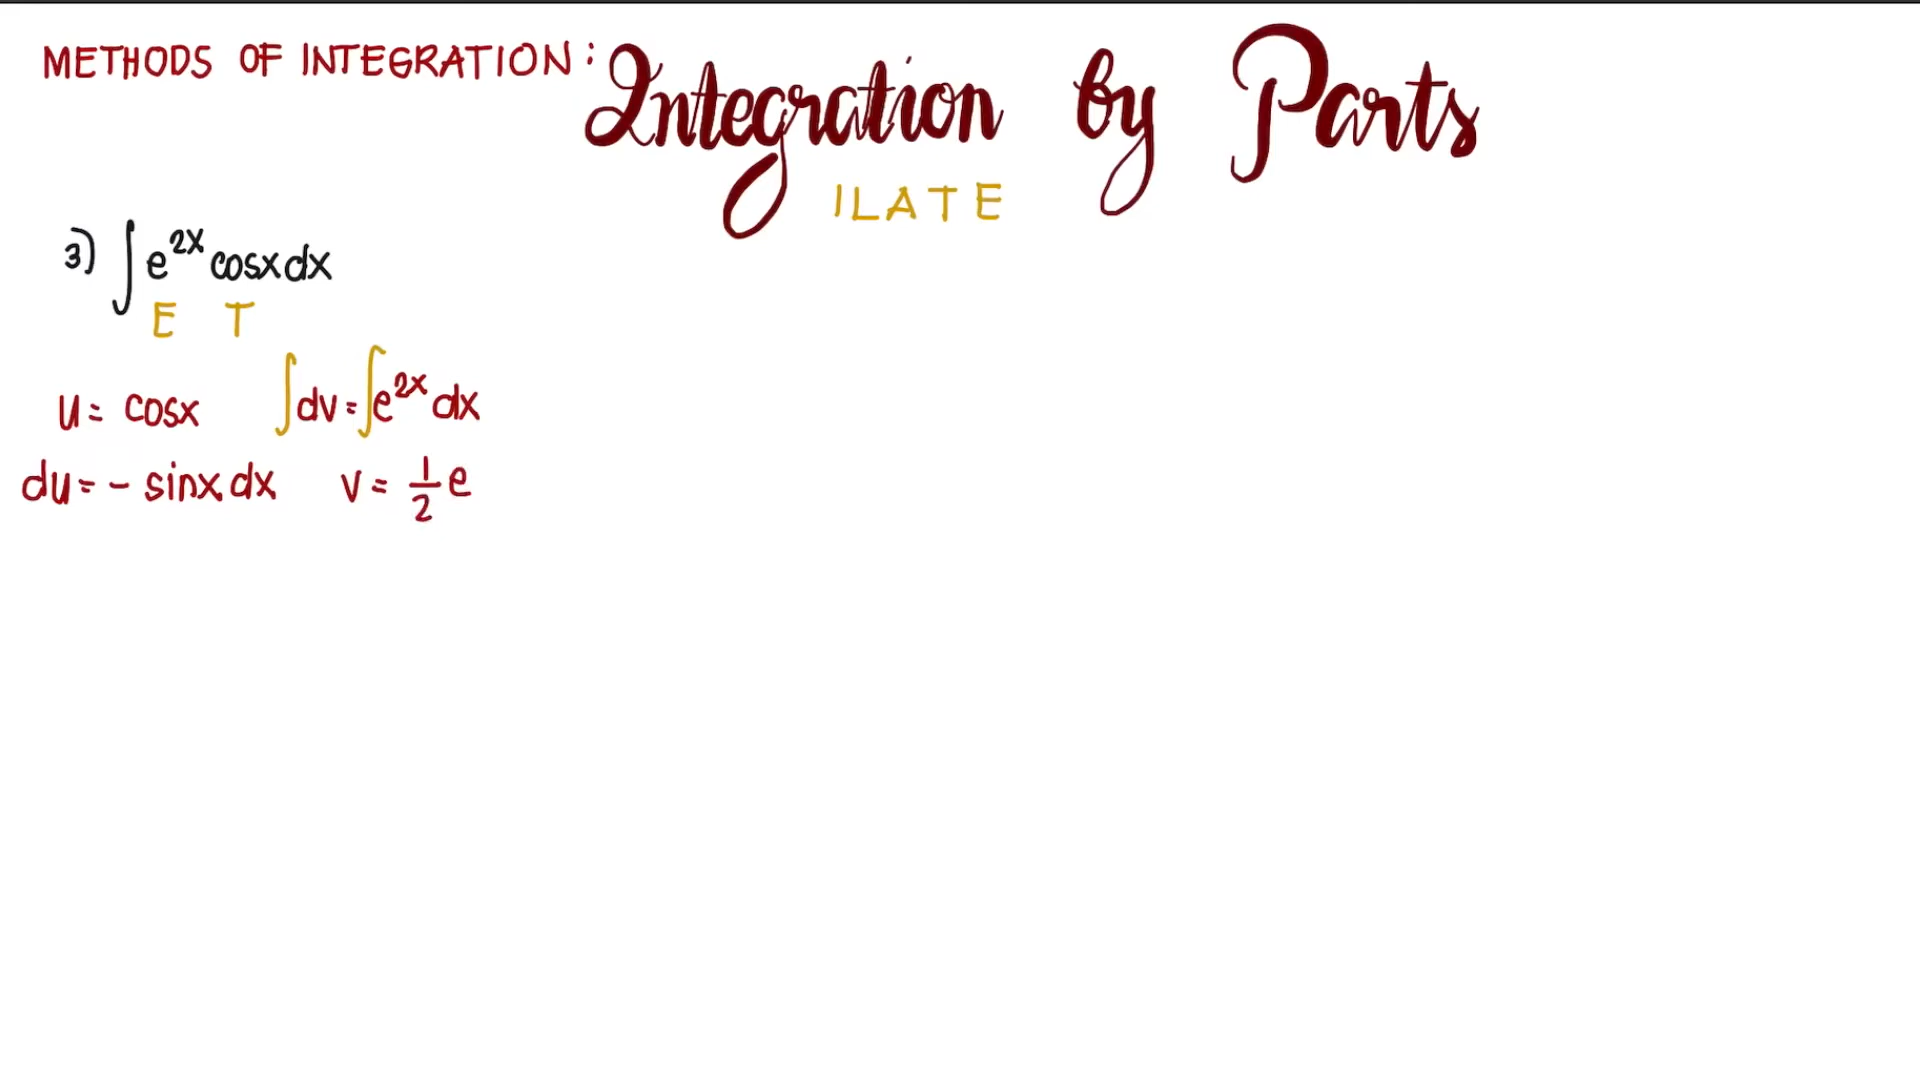 METHODS OF INTEGRATION: Integration by Parts
ILATE
3) ∫e^{2x} cosx dx
E T
u = cosx ∫dv = ∫e^{2x} dx
du = - sinx dx v = 1/2 e